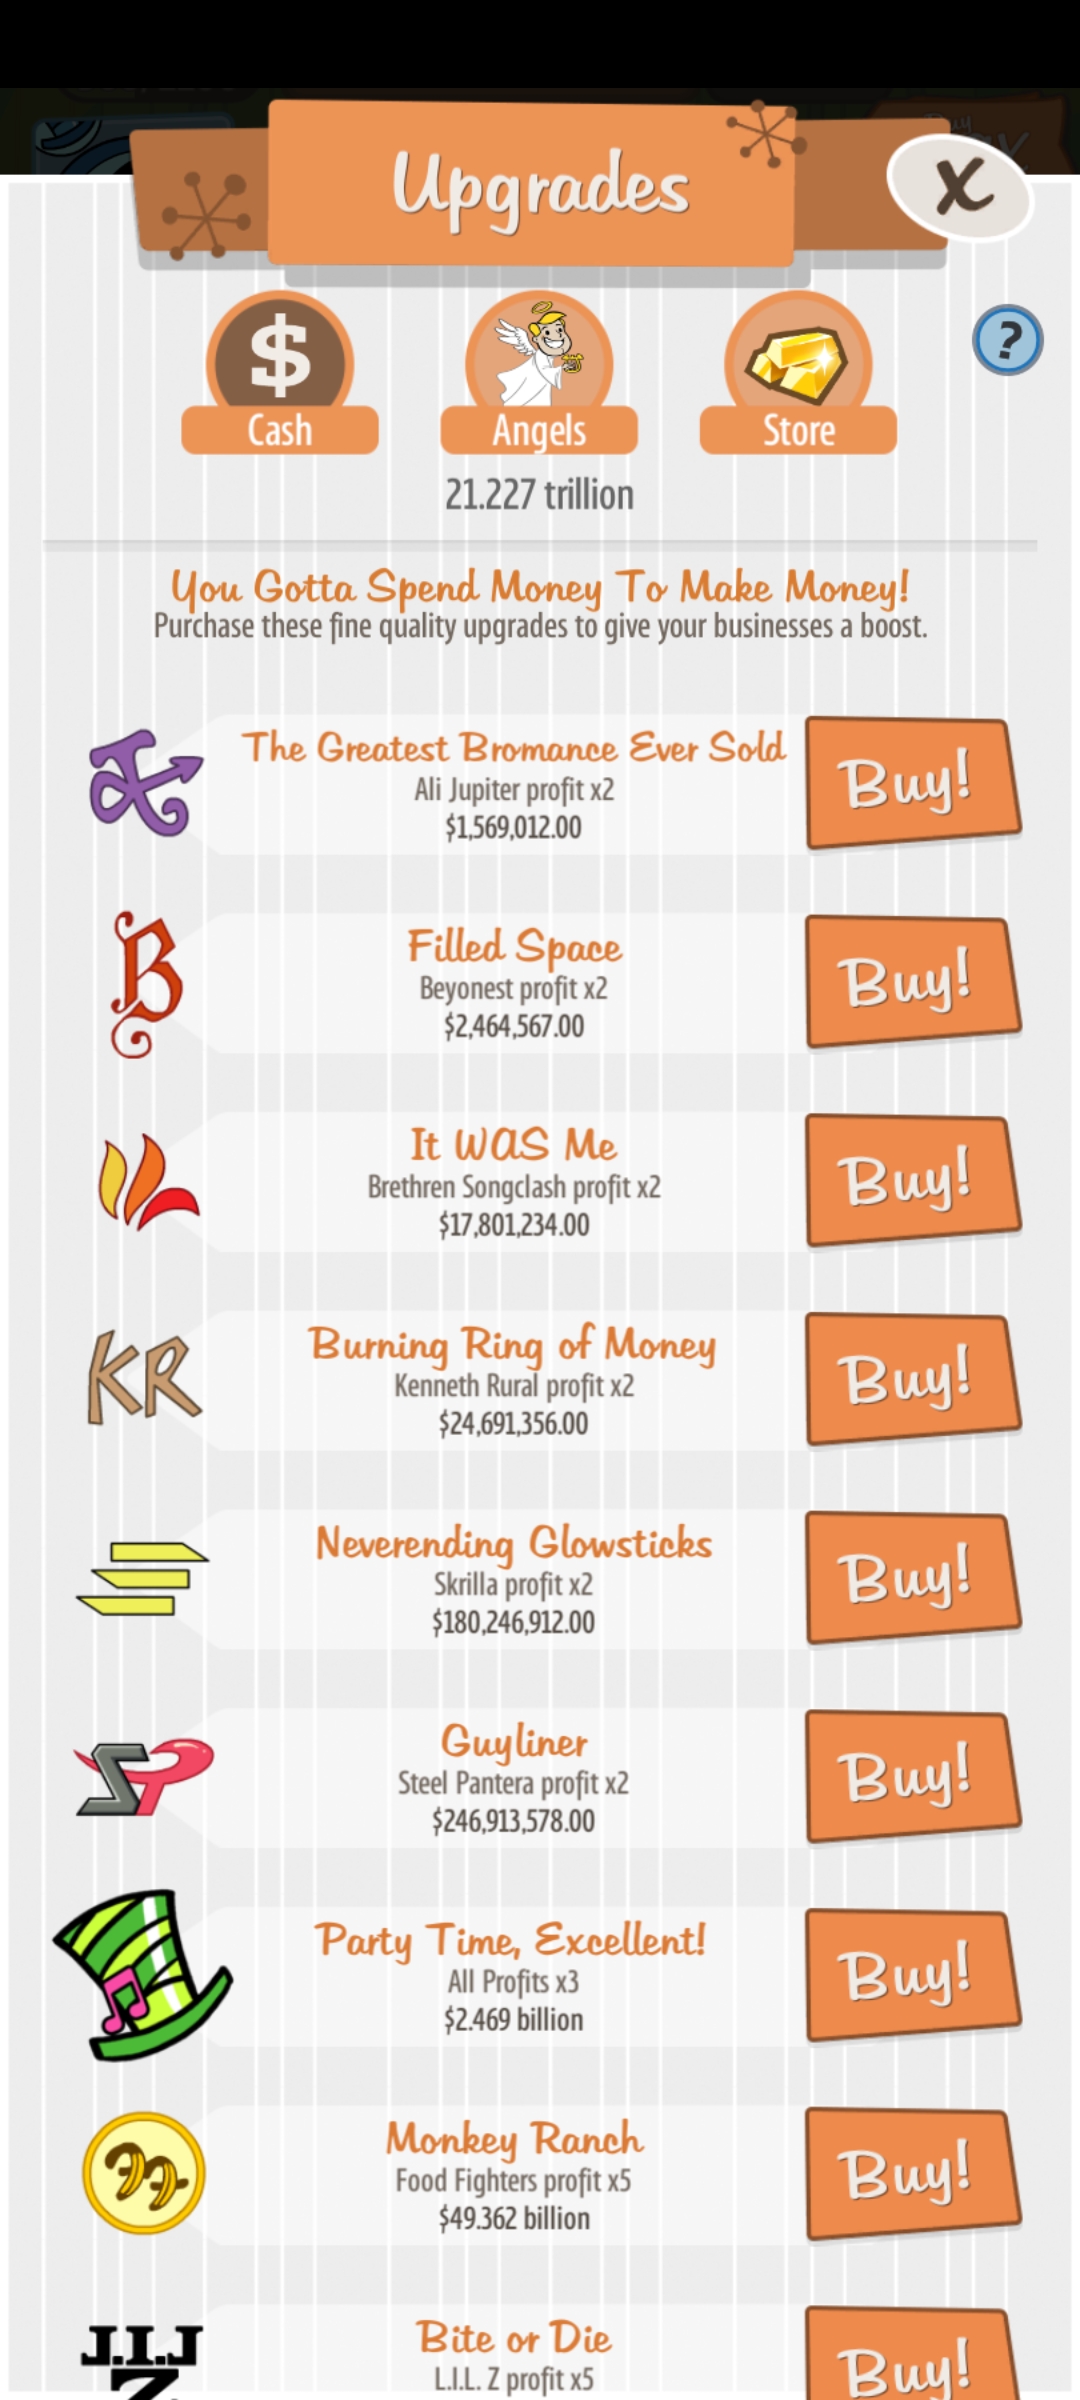 Upgrades
X
$
Cash
Angels
Store
?
21.227 trillion
You Gotta Spend Money To Make Money!
Purchase these fine quality upgrades to give your businesses a boost.
The Greatest Bromance Ever Sold
Ali Jupiter profit x2
$1,569,012.00
Buy!
B
Filled Space
Beyonest profit x2
$2,464,567.00
Buy!
It WAS Me
Brethren Songclash profit x2
$17,801,234.00
Buy!
KR
Burning Ring of Money
Kenneth Rural profit x2
$24,691,356.00
Buy!
Neverending Glowsticks
Skrilla profit x2
$180,246,912.00
Buy!
SP
Guyliner
Steel Pantera profit x2
$246,913,578.00
Buy!
Party Time, Excellent!
All Profits x3
$2.469 billion
Buy!
Monkey Ranch
Food Fighters profit x5
$49.362 billion
Buy!
Bite or Die
L.I.L. Z profit x5
Buy!